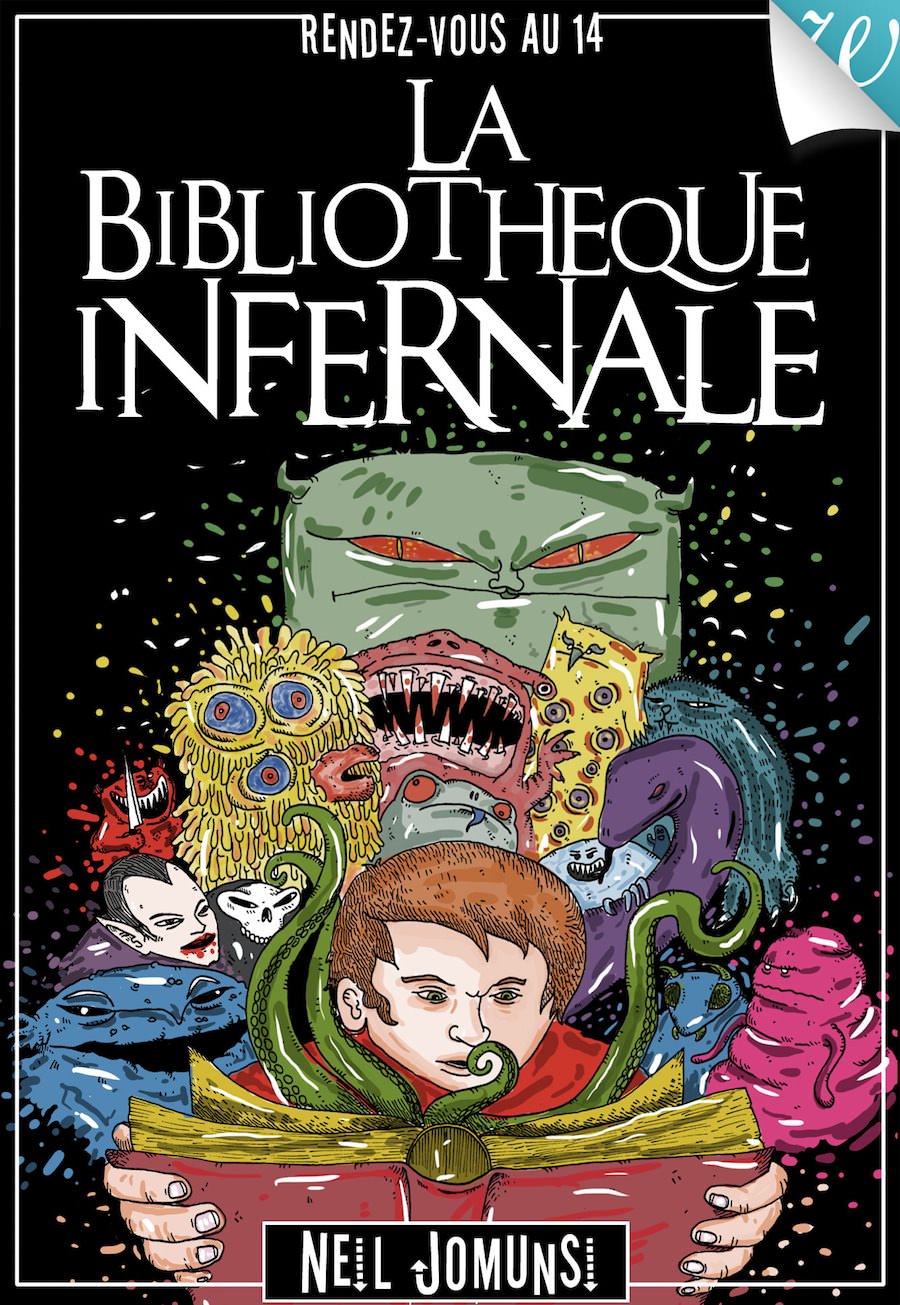 RENDEZ-VOUS AU 14
LA
BIBLIOTHEQUE
INFERNALE
NEIL JOMUNSI
W